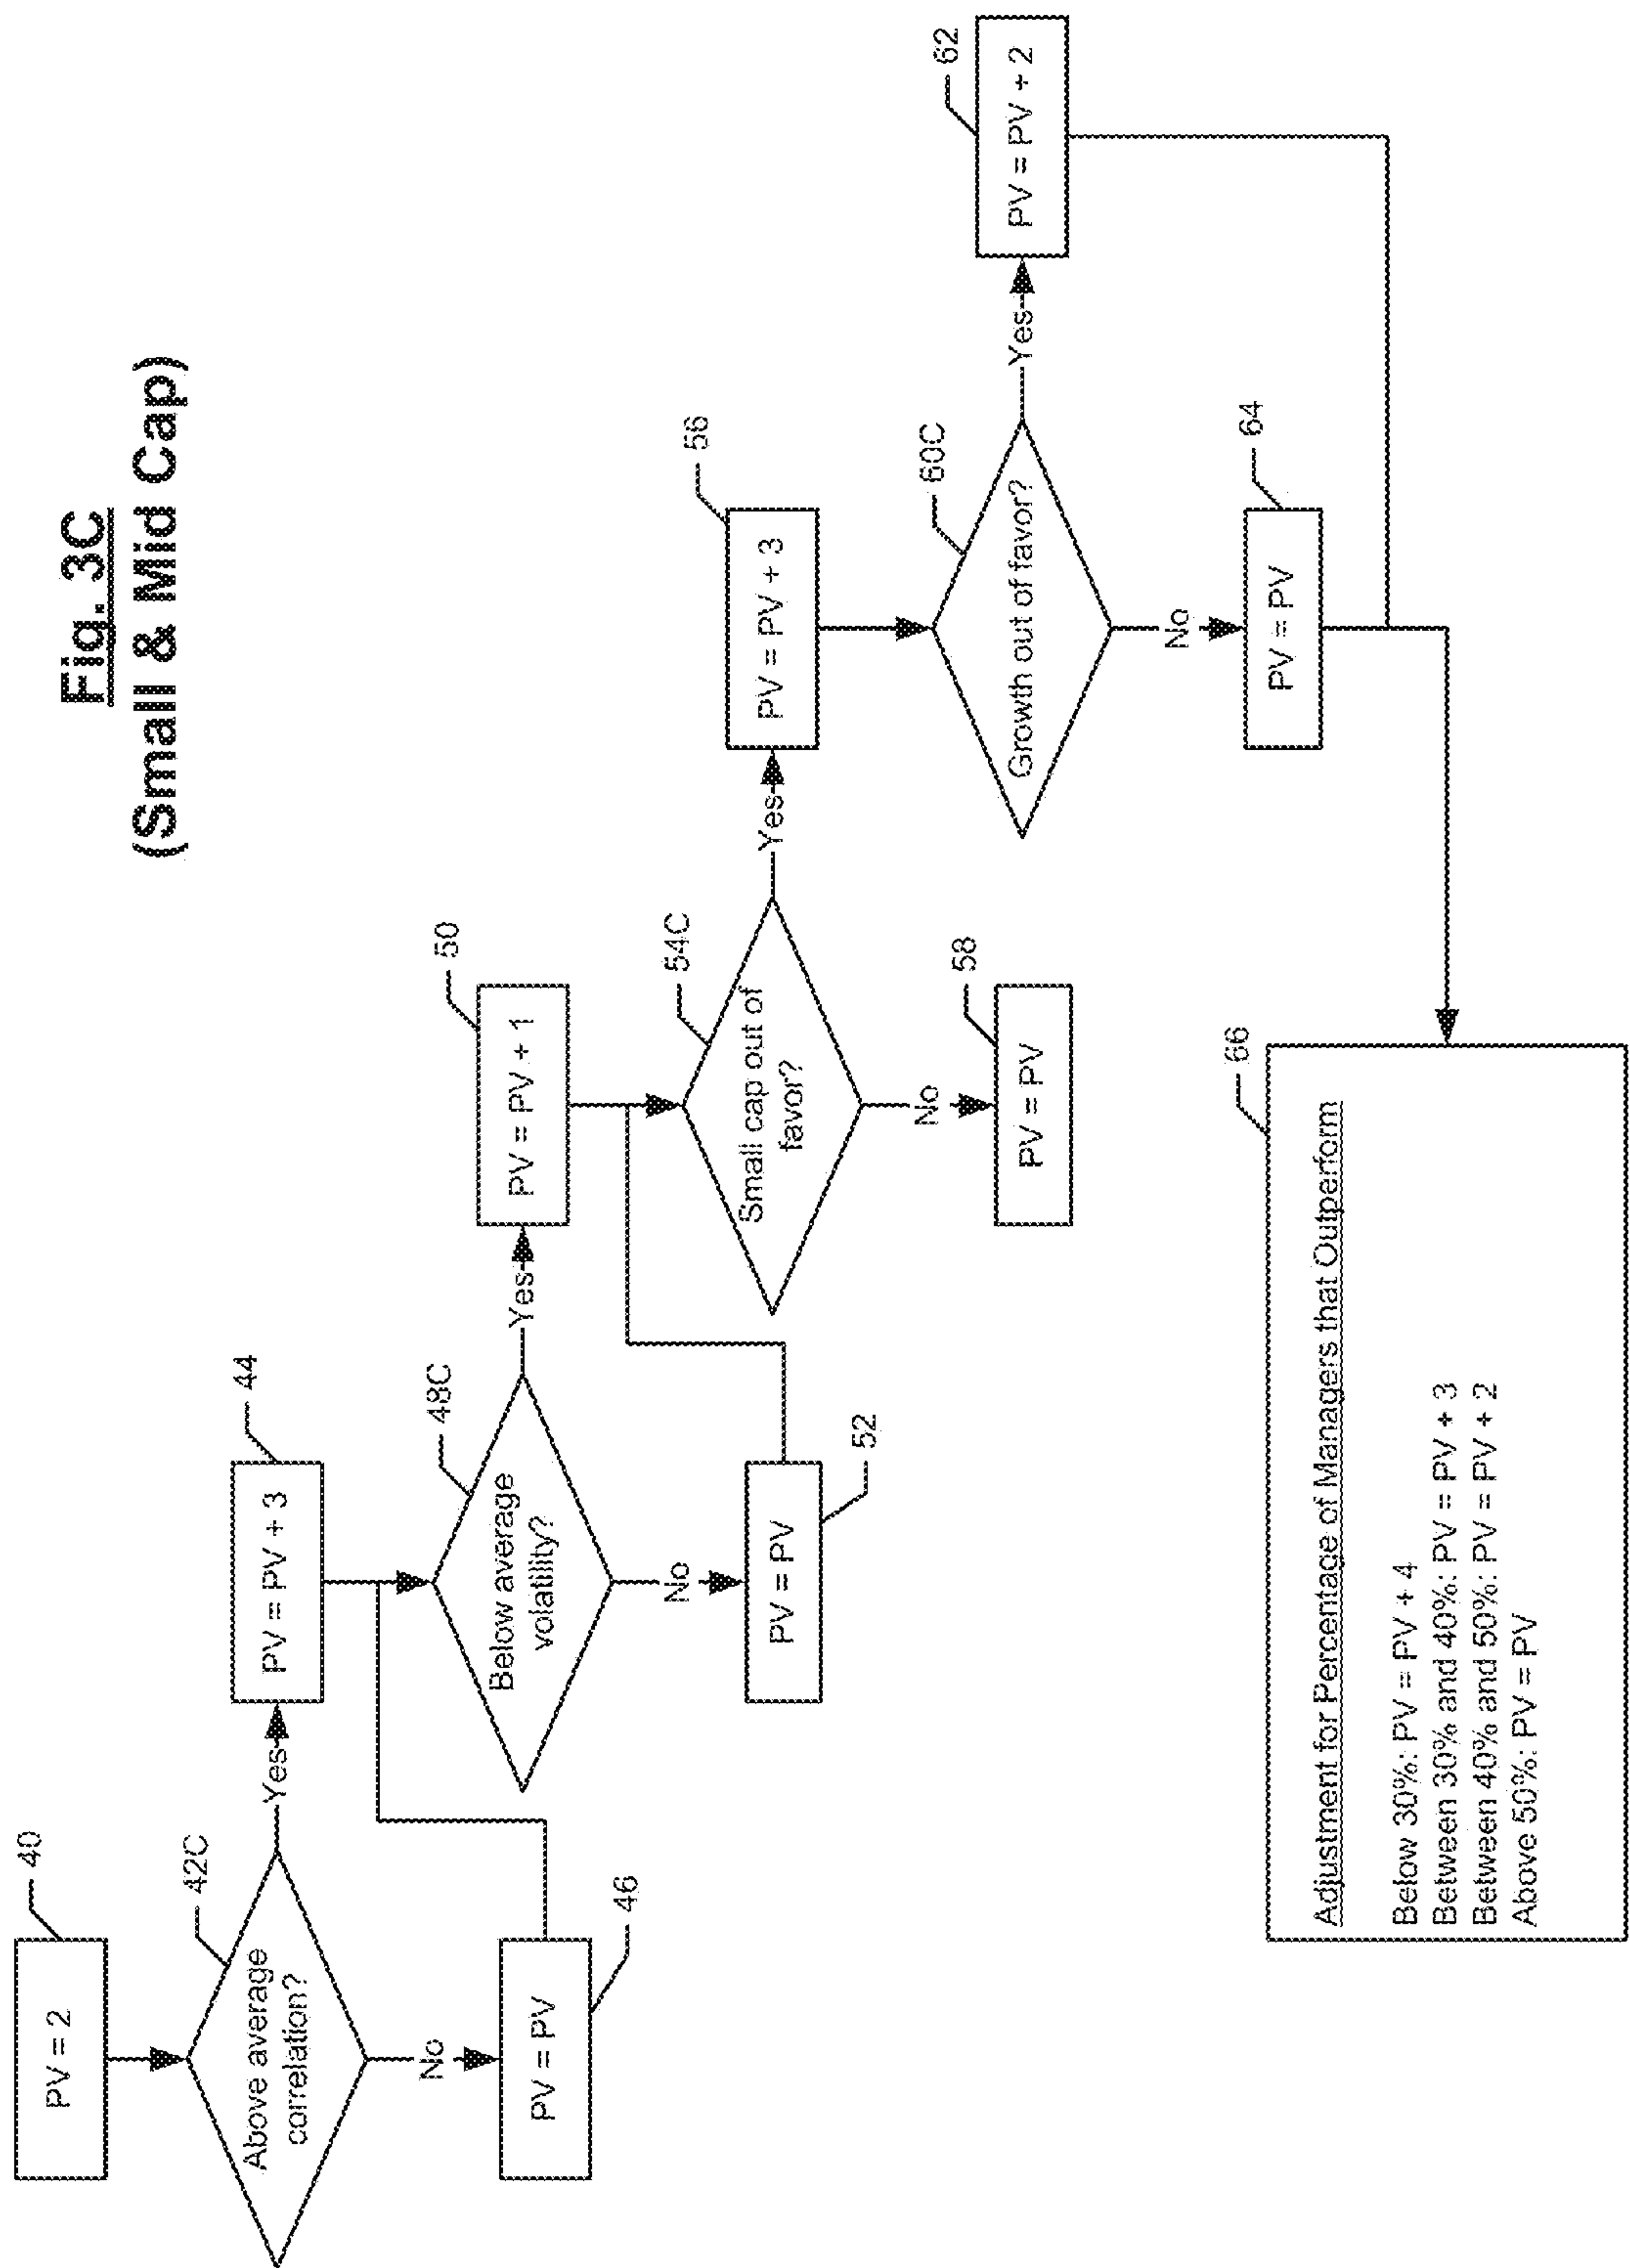 Fig. 3C
(Small & Mid Cap)
40
PV = 2
42C
Above average
correlation?
Yes
No
44
PV = PV + 3
PV = PV
46
48C
Below average
volatility?
Yes
No
50
PV = PV + 1
PV = PV
52
54C
Small cap out of
favor?
Yes
No
56
PV = PV + 3
58
PV = PV
60C
Growth out of favor?
Yes
No
62
PV = PV + 2
64
PV = PV
66
Adjustment for Percentage of Managers that Outperform
Below 30%: PV = PV + 4
Between 30% and 40%: PV = PV + 3
Between 40% and 50%: PV = PV + 2
Above 50%: PV = PV